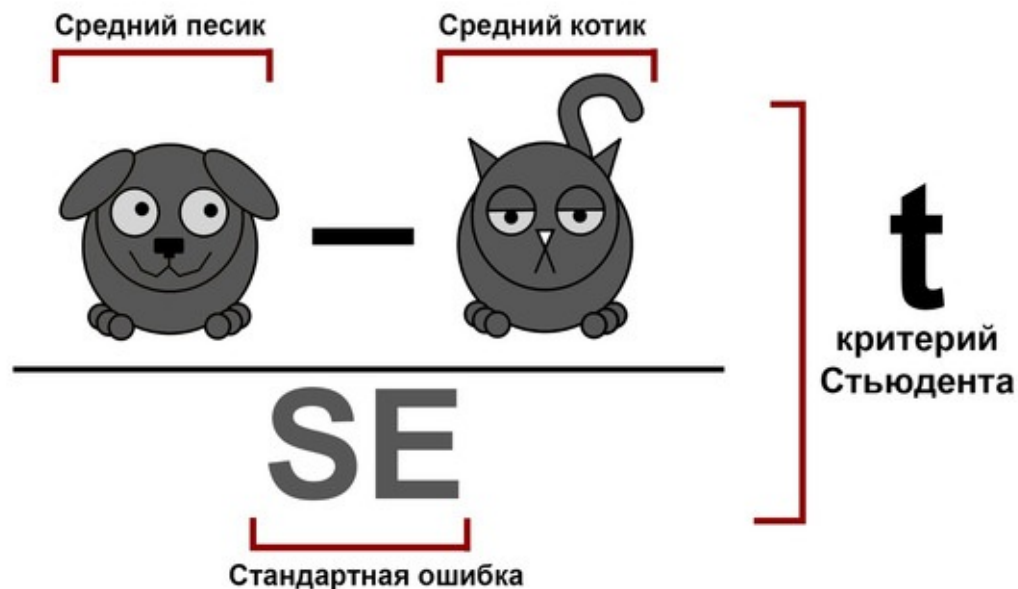 Средний песик
Средний котик
t
критерий
Стьюдента
SE
Стандартная ошибка